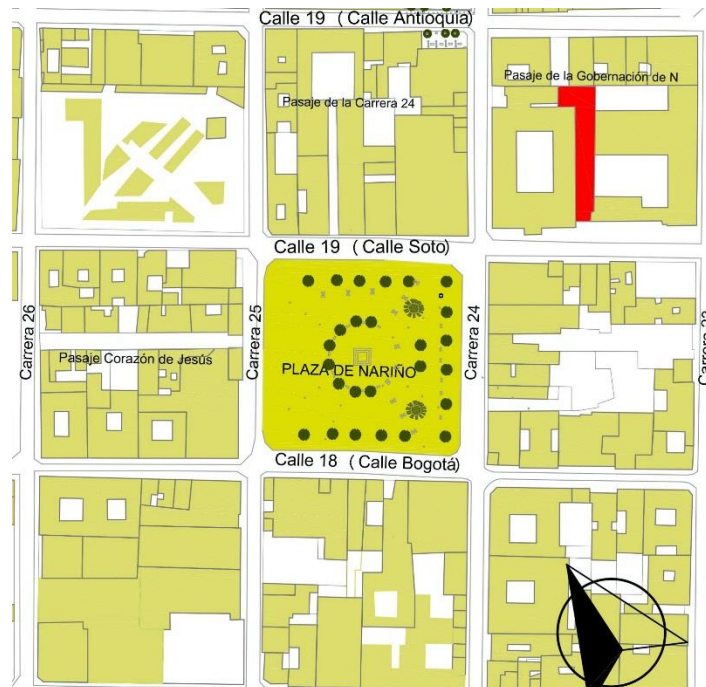 Calle 19 ( Calle Antioquia)
Pasaje de la Gobernación de N
Pasaje de la Carrera 24
Calle 19 ( Calle Soto)
Carrera 26
Pasaje Corazón de Jesús
Carrera 25
PLAZA DE NARIÑO
Carrera 24
Calle 18 ( Calle Bogotá)